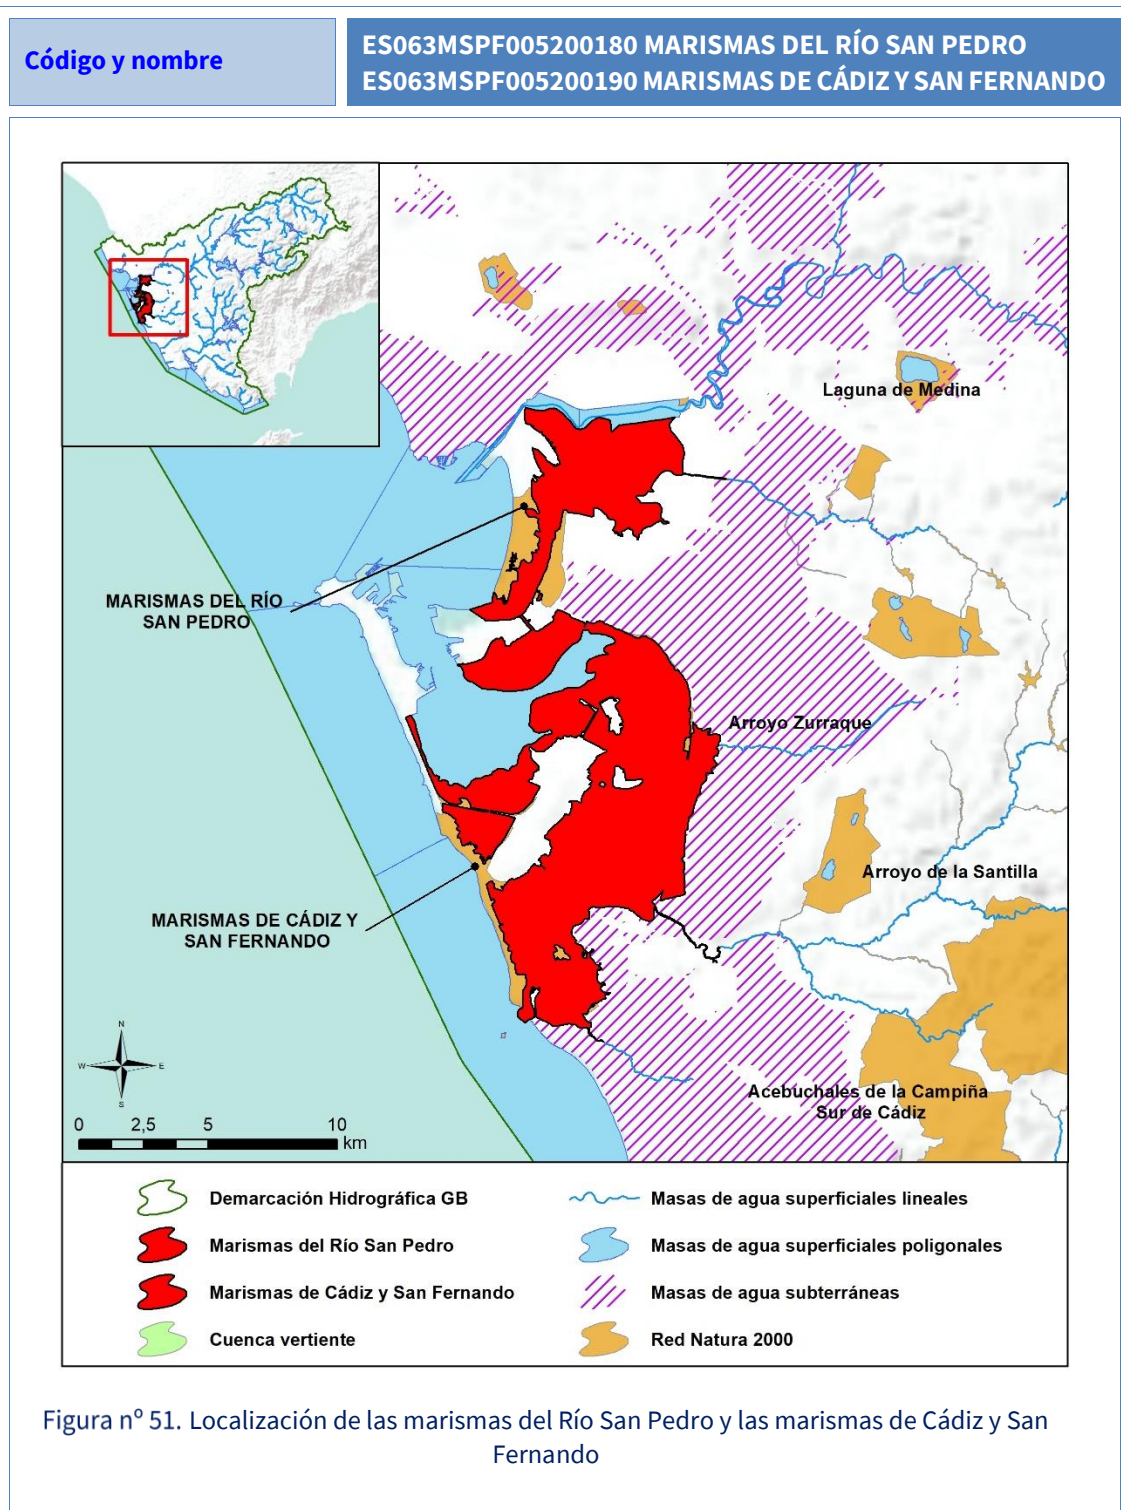 Código y nombre
ES063MSPF005200180 MARISMAS DEL RÍO SAN PEDRO
ES063MSPF005200190 MARISMAS DE CÁDIZ Y SAN FERNANDO
Laguna de Medina
MARISMAS DEL RÍO
SAN PEDRO
Arroyo Zurraque
Arroyo de la Santilla
MARISMAS DE CÁDIZ Y
SAN FERNANDO
Acebuchales de la Campiña
Sur de Cádiz
N
W
E
S
0 2,5 5 10
km
Demarcación Hidrográfica GB
Marismas del Río San Pedro
Marismas de Cádiz y San Fernando
Cuenca vertiente
Masas de agua superficiales lineales
Masas de agua superficiales poligonales
Masas de agua subterráneas
Red Natura 2000
Figura nº 51. Localización de las marismas del Río San Pedro y las marismas de Cádiz y San
Fernando